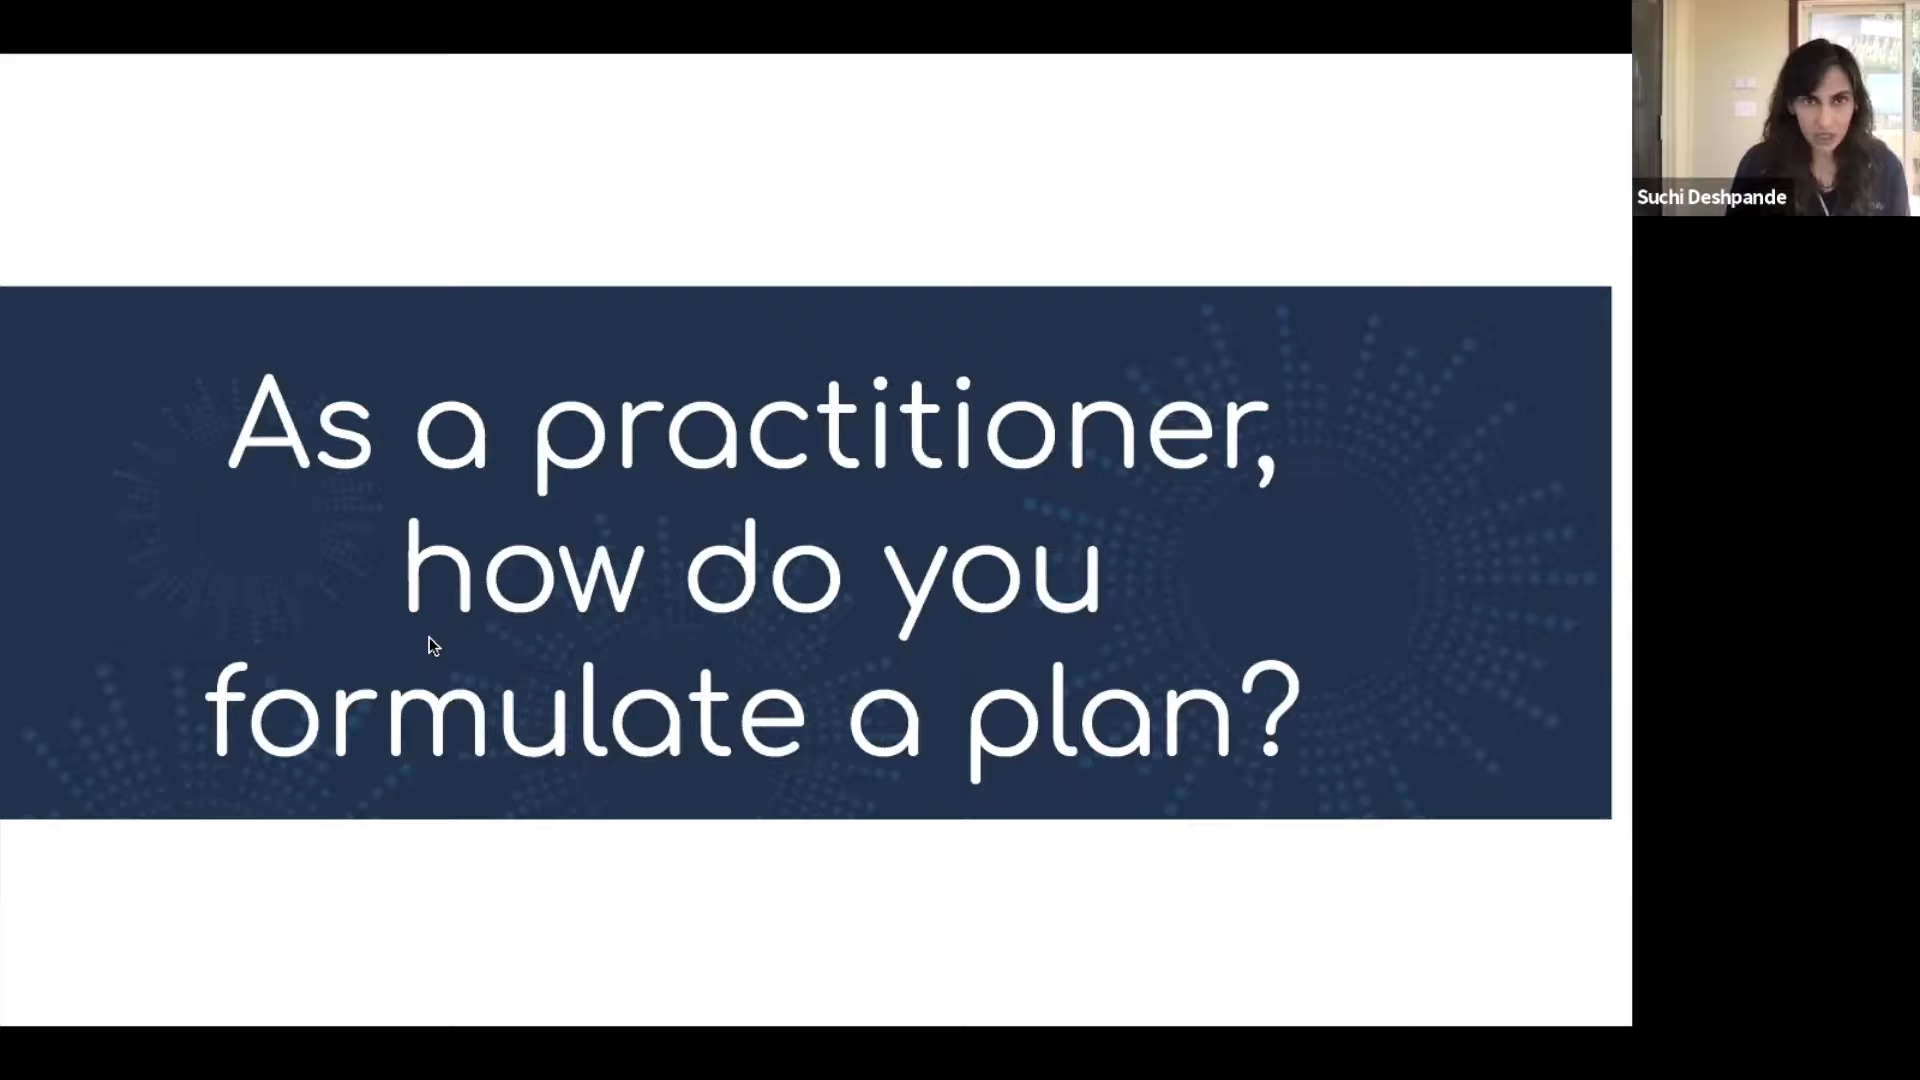 As a practitioner,
how do you
formulate a plan?
Suchi Deshpande